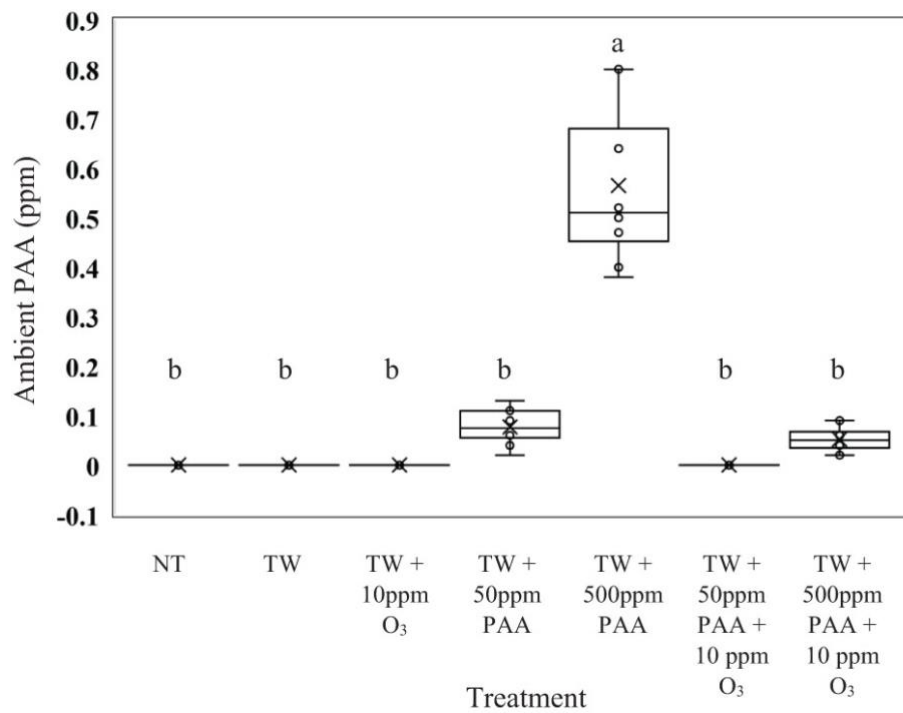 0.9
0.8
0.7
0.6
0.5
0.4
0.3
0.2
0.1
0
-0.1
Ambient PAA (ppm)
b b b b a b b
NT TW TW + TW + TW + TW + TW +
10ppm 50ppm 500ppm 50ppm 500ppm
O₃ PAA PAA PAA + PAA +
10 ppm 10 ppm
O₃ O₃
Treatment